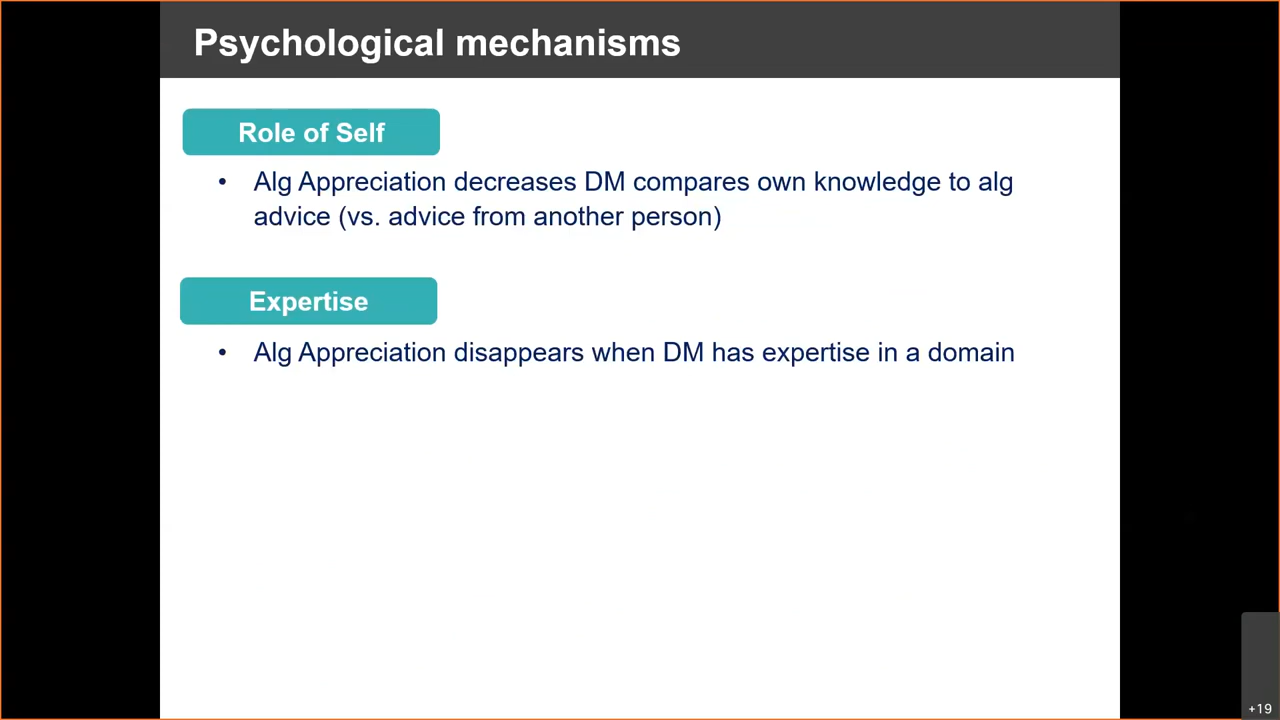 Psychological mechanisms
Role of Self
• Alg Appreciation decreases DM compares own knowledge to alg
advice (vs. advice from another person)
Expertise
• Alg Appreciation disappears when DM has expertise in a domain
+19